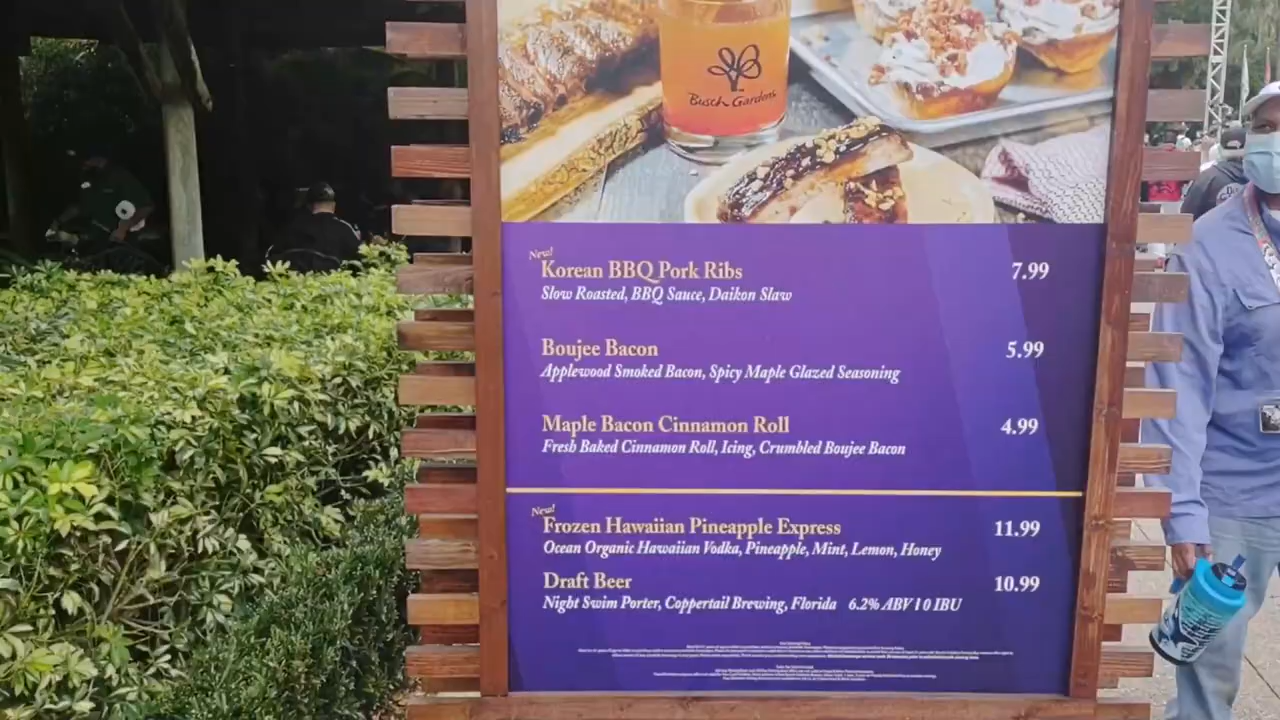 Busch Gardens
New!
Korean BBQ Pork Ribs 7.99
Slow Roasted, BBQ Sauce, Daikon Slaw
Boujee Bacon 5.99
Applewood Smoked Bacon, Spicy Maple Glazed Seasoning
Maple Bacon Cinnamon Roll 4.99
Fresh Baked Cinnamon Roll, Icing, Crumbled Boujee Bacon
New!
Frozen Hawaiian Pineapple Express 11.99
Ocean Organic Hawaiian Vodka, Pineapple, Mint, Lemon, Honey
Draft Beer 10.99
Night Swim Porter, Coppertail Brewing, Florida 6.2% ABV I 0 IBU